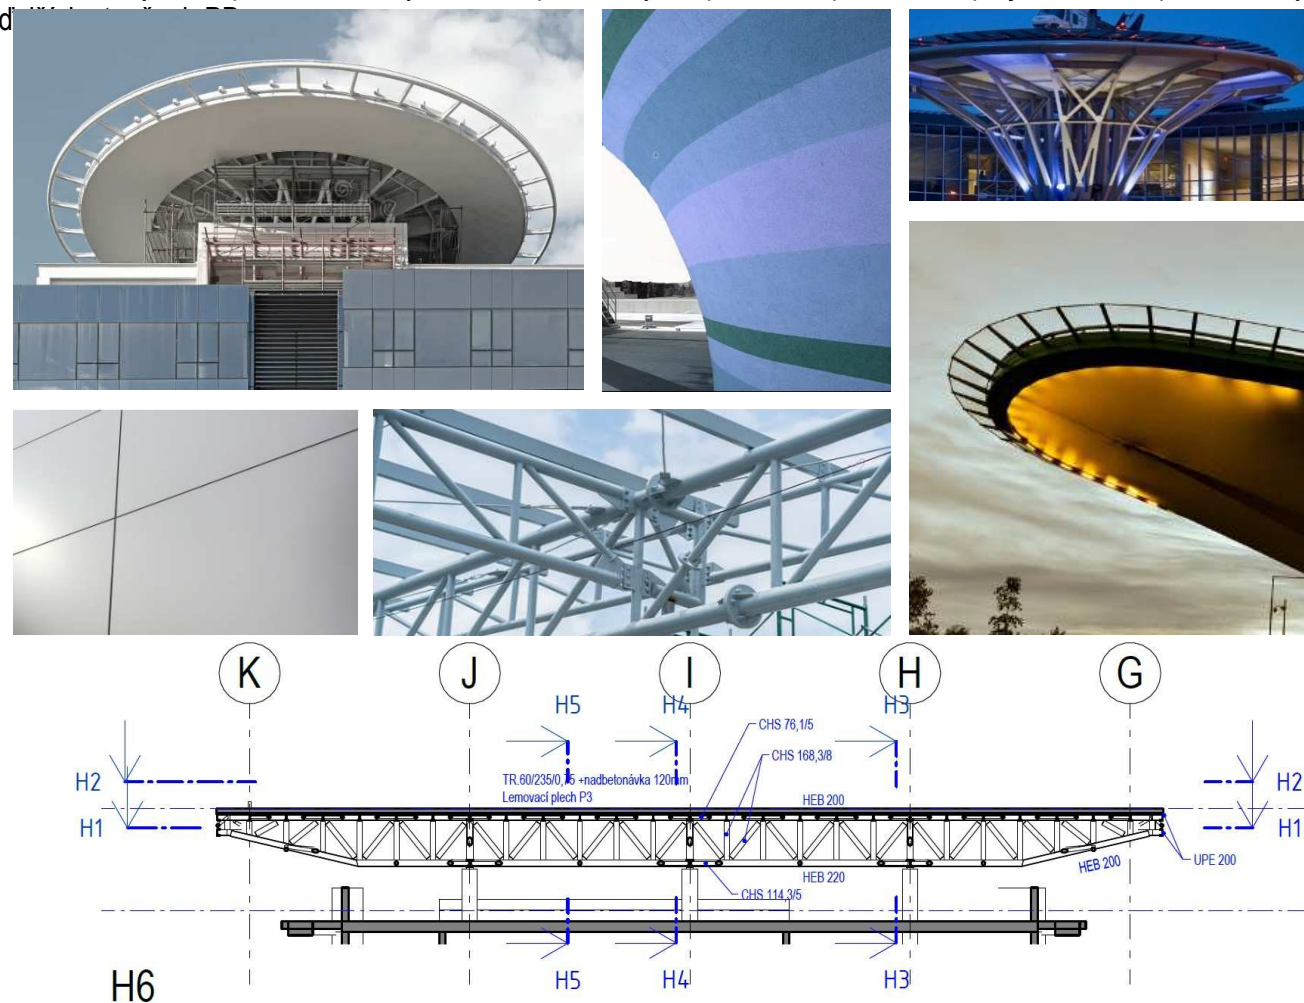 K
J
I
H
G
H5
H4
H3
CHS 76,1/5
CHS 168,3/8
H2
H2
TR.60/235/0,75 +nadbetonávka 120mm
HEB 200
Lemovací plech P3
H1
H1
UPE 200
HEB 200
HEB 220
CHS 114,3/5
H5
H4
H3
H6